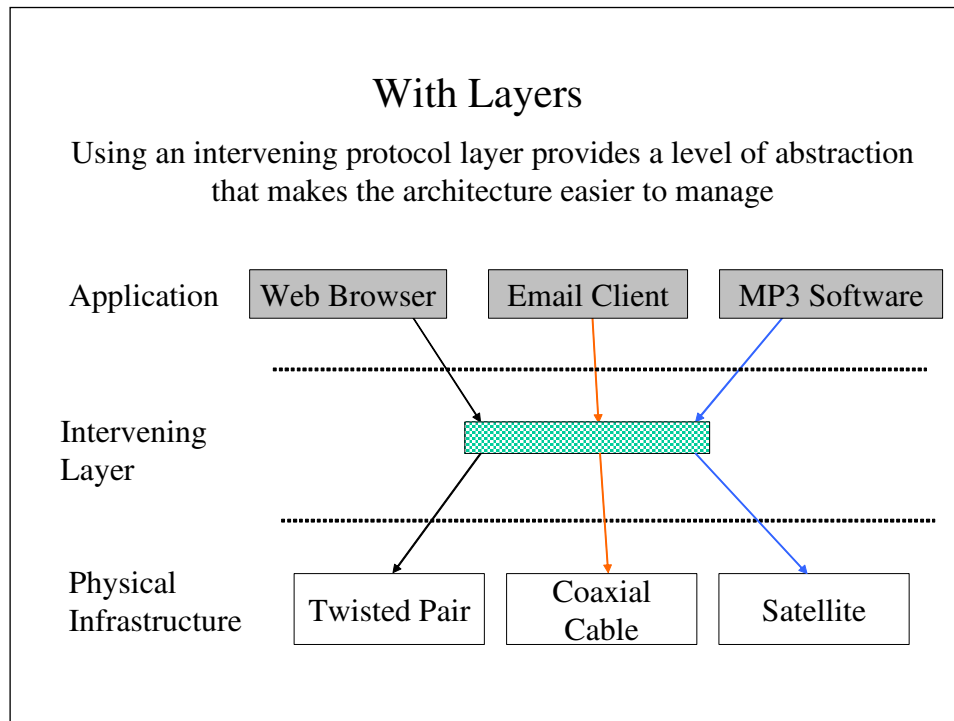 With Layers
Using an intervening protocol layer provides a level of abstraction
that makes the architecture easier to manage
Application
Web Browser
Email Client
MP3 Software
Intervening
Layer
Physical
Infrastructure
Twisted Pair
Coaxial
Cable
Satellite